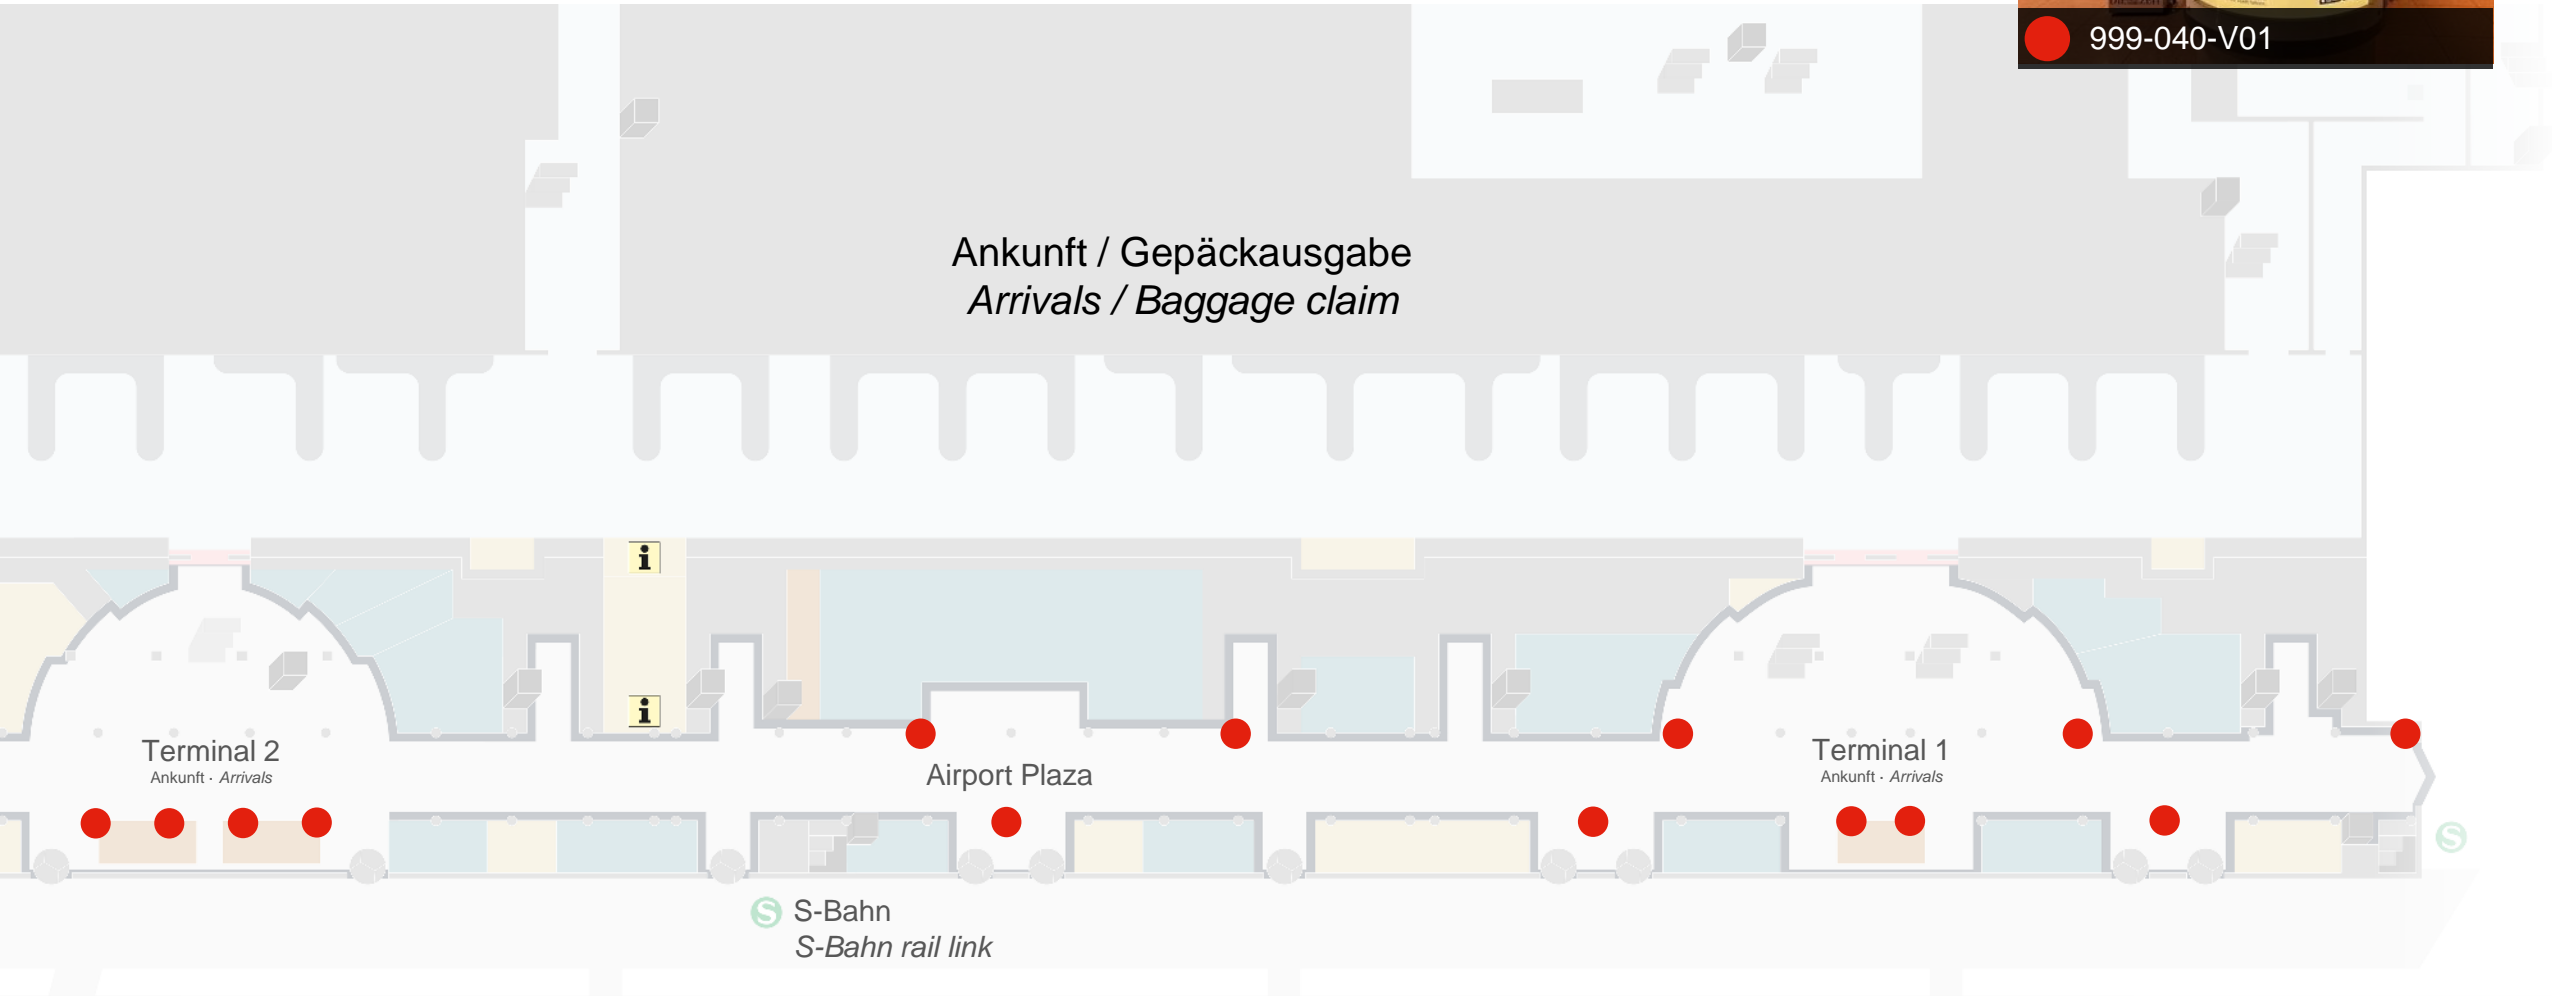 999-040-V01
Ankunft / Gepäckausgabe
Arrivals / Baggage claim
i
i
Terminal 2
Ankunft · Arrivals
Airport Plaza
Terminal 1
Ankunft · Arrivals
S
S S-Bahn
S-Bahn rail link